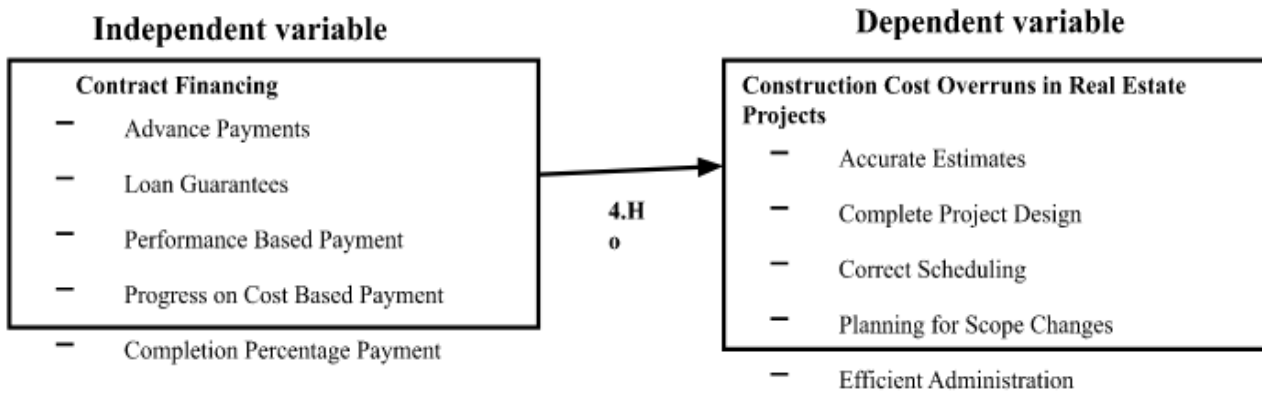 Independent variable
Contract Financing
– Advance Payments
– Loan Guarantees
– Performance Based Payment
– Progress on Cost Based Payment
– Completion Percentage Payment
4.H
o
Dependent variable
Construction Cost Overruns in Real Estate
Projects
– Accurate Estimates
– Complete Project Design
– Correct Scheduling
– Planning for Scope Changes
– Efficient Administration